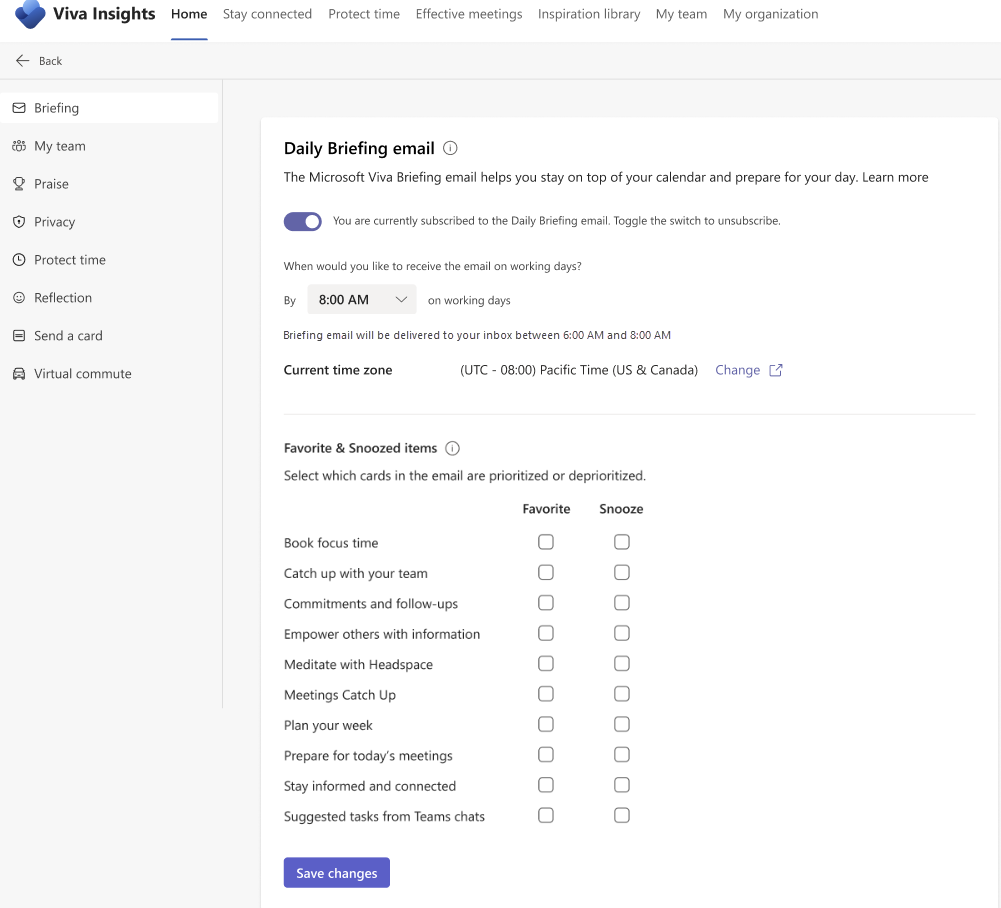 Viva Insights Home Stay connected Protect time Effective meetings Inspiration library My team My organization
Back
Briefing
My team
Praise
Privacy
Protect time
Reflection
Send a card
Virtual commute
Daily Briefing email
The Microsoft Viva Briefing email helps you stay on top of your calendar and prepare for your day. Learn more
You are currently subscribed to the Daily Briefing email. Toggle the switch to unsubscribe.
When would you like to receive the email on working days?
By 8:00 AM on working days
Briefing email will be delivered to your inbox between 6:00 AM and 8:00 AM
Current time zone (UTC - 08:00) Pacific Time (US & Canada) Change
Favorite & Snoozed items
Select which cards in the email are prioritized or deprioritized.
Favorite Snooze
Book focus time
Catch up with your team
Commitments and follow-ups
Empower others with information
Meditate with Headspace
Meetings Catch Up
Plan your week
Prepare for today's meetings
Stay informed and connected
Suggested tasks from Teams chats
Save changes